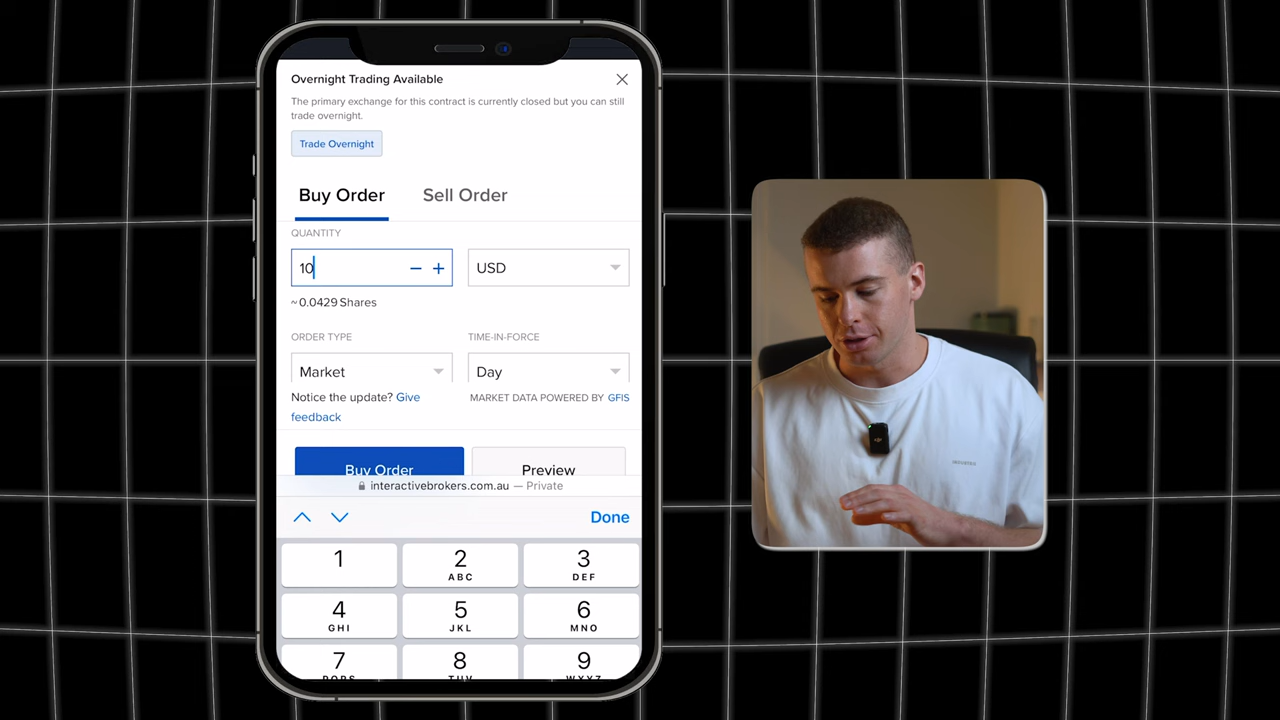 Overnight Trading Available
The primary exchange for this contract is currently closed but you can still
trade overnight.
Trade Overnight
Buy Order
Sell Order
QUANTITY
10
USD
~0.0429 Shares
ORDER TYPE
TIME-IN-FORCE
Market
Day
Notice the update? Give
feedback
MARKET DATA POWERED BY GFIS
Buy Order
Preview
interactivebrokers.com.au — Private
Done
1
2
ABC
3
DEF
4
GHI
5
JKL
6
MNO
7
PQRS
8
TUV
9
WXYZ